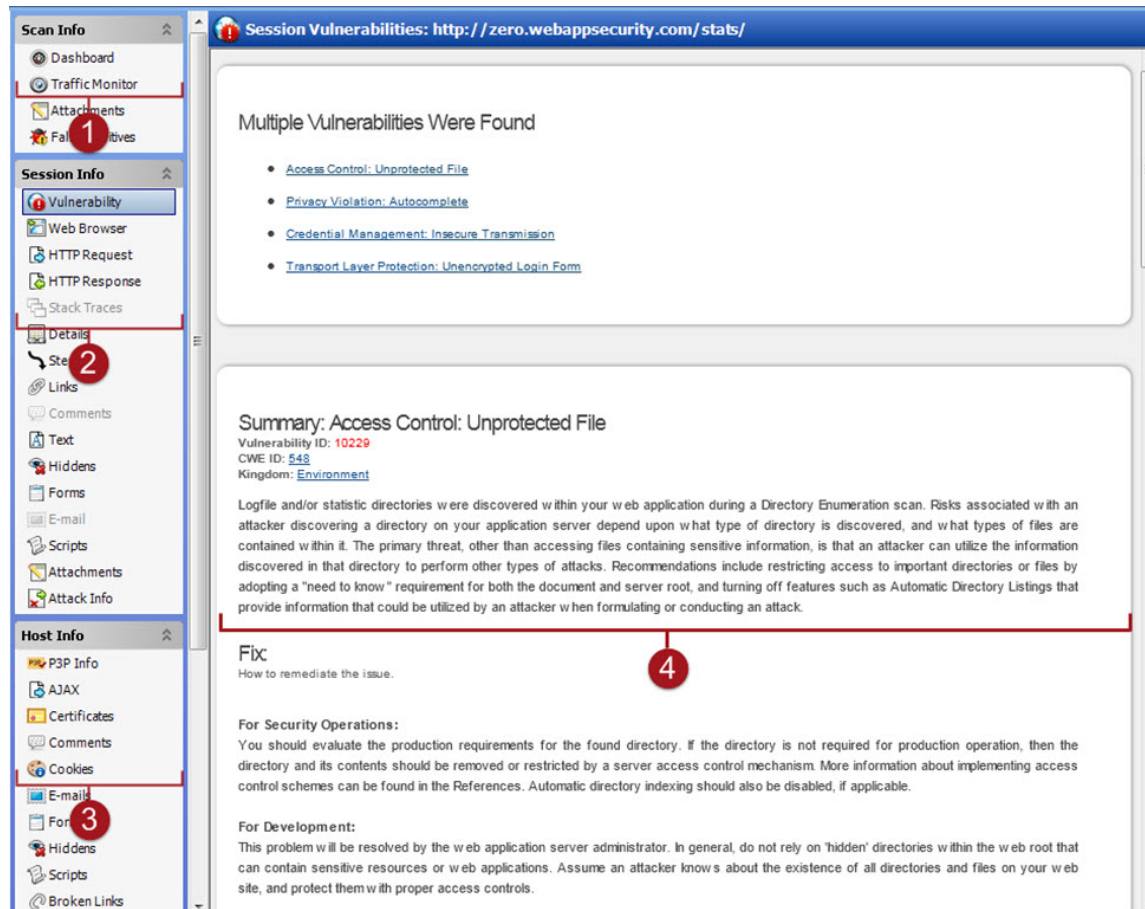 Scan Info
Dashboard
Traffic Monitor
Attachments
1
Session Info
Vulnerability
Web Browser
HTTP Request
HTTP Response
Stack Traces
Details
2
Links
Comments
Text
Hiddens
Forms
E-mail
Scripts
Attachments
Attack Info
Host Info
P3P Info
AJAX
Certificates
Comments
Cookies
E-mails
3
Hiddens
Scripts
Broken Links
Session Vulnerabilities: http://zero.webappsecurity.com/stats/
Multiple Vulnerabilities Were Found
Access Control: Unprotected File
Privacy Violation: Autocomplete
Credential Management: Insecure Transmission
Transport Layer Protection: Unencrypted Login Form
Summary: Access Control: Unprotected File
Vulnerability ID: 10229
CWE ID: 548
Kingdom: Environment
Logfile and/or statistic directories were discovered within your web application during a Directory Enumeration scan. Risks associated with an
attacker discovering a directory on your application server depend upon what type of directory is discovered, and what types of files are
contained within it. The primary threat, other than accessing files containing sensitive information, is that an attacker can utilize the information
discovered in that directory to perform other types of attacks. Recommendations include restricting access to important directories or files by
adopting a "need to know" requirement for both the document and server root, and turning off features such as Automatic Directory Listings that
provide information that could be utilized by an attacker when formulating or conducting an attack.
4
Fix:
How to remediate the issue.
For Security Operations:
You should evaluate the production requirements for the found directory. If the directory is not required for production operation, then the
directory and its contents should be removed or restricted by a server access control mechanism. More information about implementing access
control schemes can be found in the References. Automatic directory indexing should also be disabled, if applicable.
For Development:
This problem will be resolved by the web application server administrator. In general, do not rely on 'hidden' directories within the web root that
can contain sensitive resources or web applications. Assume an attacker knows about the existence of all directories and files on your web
site, and protect them with proper access controls.